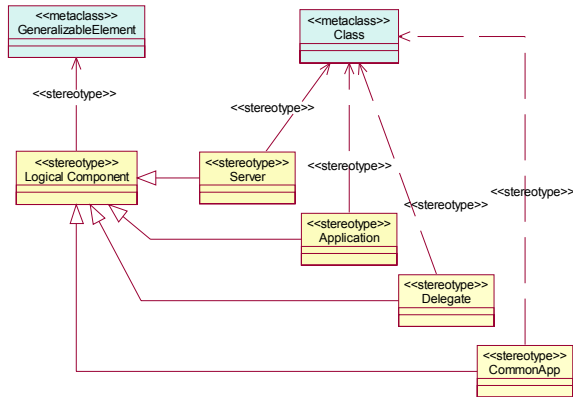 <<metaclass>>
GeneralizableElement
<<metaclass>>
Class
<<stereotype>>
<<stereotype>>
<<stereotype>>
Logical Component
<<stereotype>>
Server
<<stereotype>>
<<stereotype>>
<<stereotype>>
<<stereotype>>
Application
<<stereotype>>
Delegate
<<stereotype>>
CommonApp